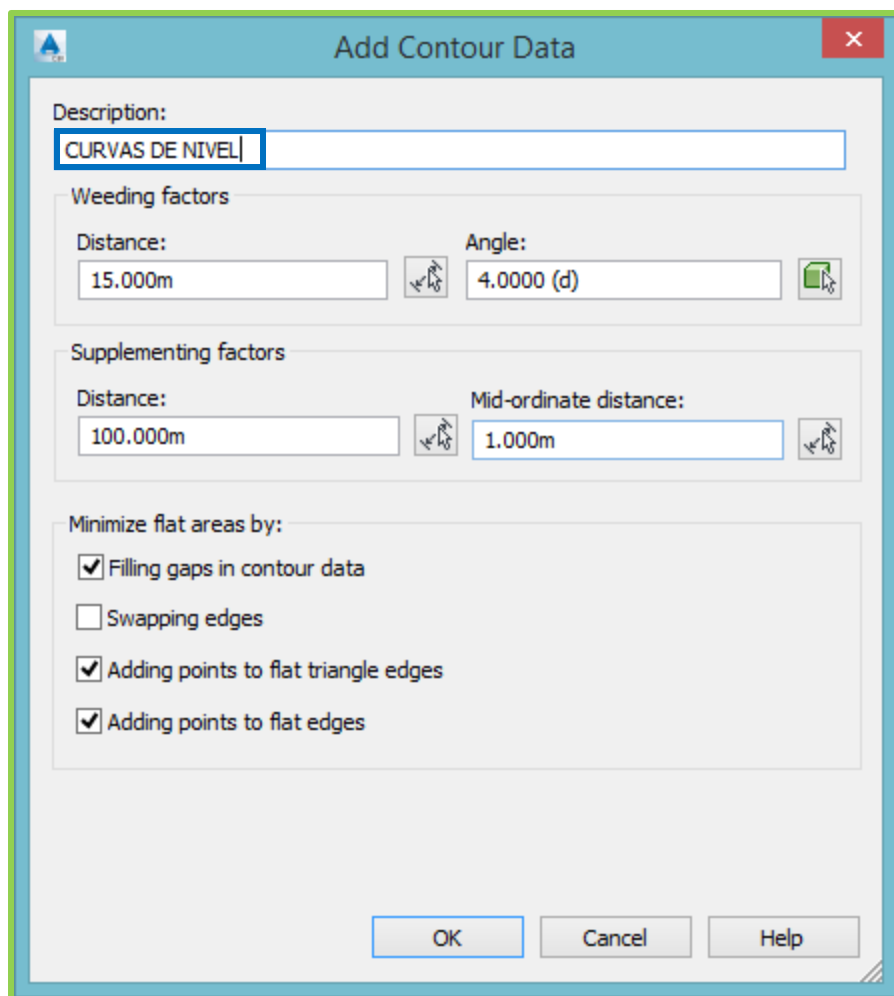 Add Contour Data
Description:
CURVAS DE NIVEL
Weeding factors
Distance:
Angle:
15.000m
4.0000 (d)
Supplementing factors
Distance:
Mid-ordinate distance:
100.000m
1.000m
Minimize flat areas by:
Filling gaps in contour data
Swapping edges
Adding points to flat triangle edges
Adding points to flat edges
OK
Cancel
Help